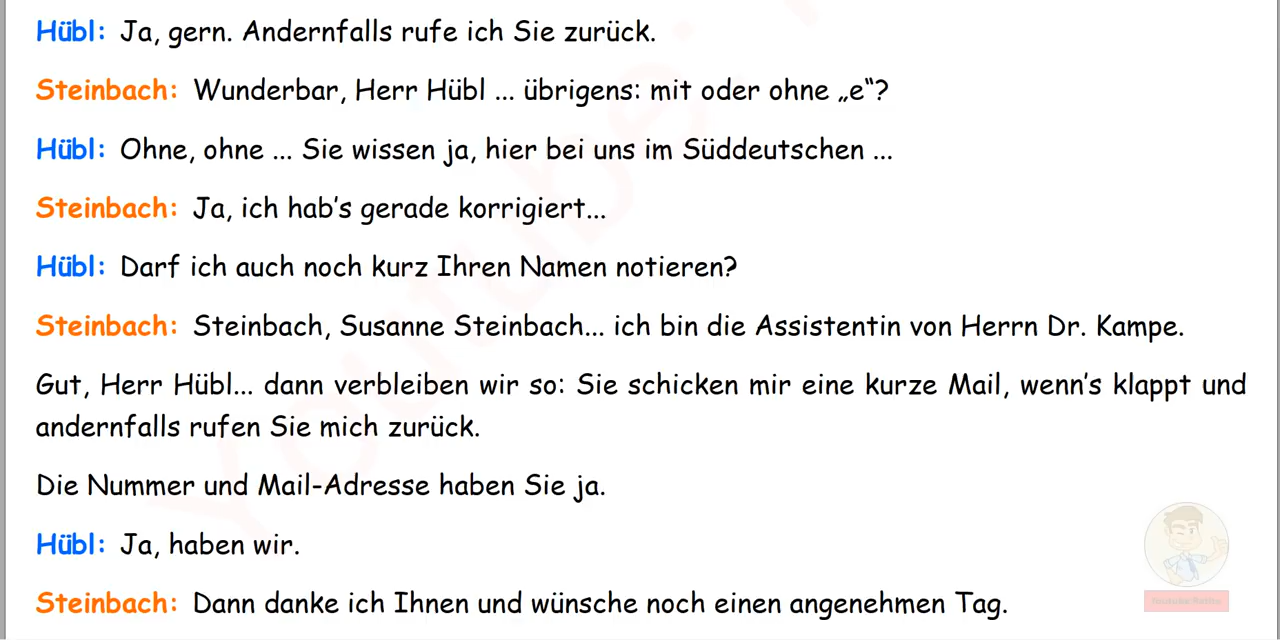 Hübl: Ja, gern. Andernfalls rufe ich Sie zurück.
Steinbach: Wunderbar, Herr Hübl ... übrigens: mit oder ohne „e“?
Hübl: Ohne, ohne ... Sie wissen ja, hier bei uns im Süddeutschen ...
Steinbach: Ja, ich hab’s gerade korrigiert...
Hübl: Darf ich auch noch kurz Ihren Namen notieren?
Steinbach: Steinbach, Susanne Steinbach... ich bin die Assistentin von Herrn Dr. Kampe.
Gut, Herr Hübl... dann verbleiben wir so: Sie schicken mir eine kurze Mail, wenn’s klappt und
andernfalls rufen Sie mich zurück.
Die Nummer und Mail-Adresse haben Sie ja.
Hübl: Ja, haben wir.
Steinbach: Dann danke ich Ihnen und wünsche noch einen angenehmen Tag.